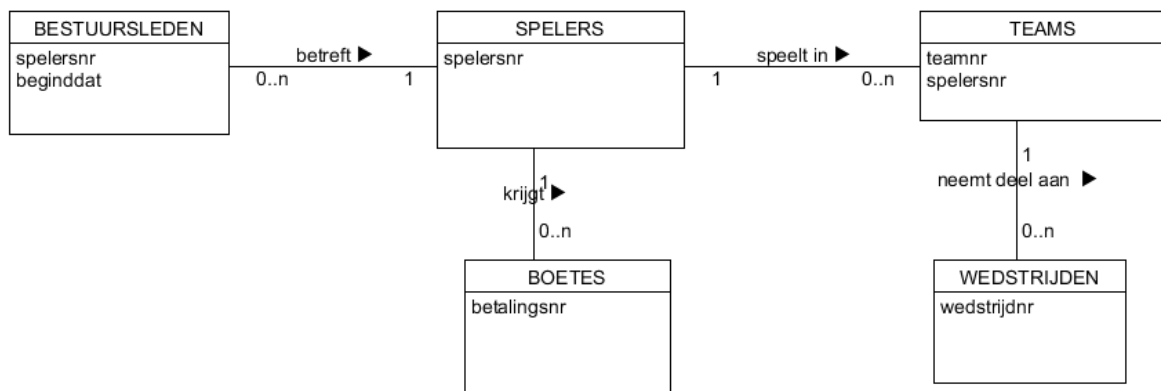 BESTUURSLEDEN
spelersnr
beginddat
betreft ▶
0..n
1
SPELERS
spelersnr
speelt in ▶
1
0..n
TEAMS
teamnr
spelersnr
1
krijgt ▶
0..n
1
neemt deel aan ▶
0..n
BOETES
betalingsnr
WEDSTRIJDEN
wedstrijdnr